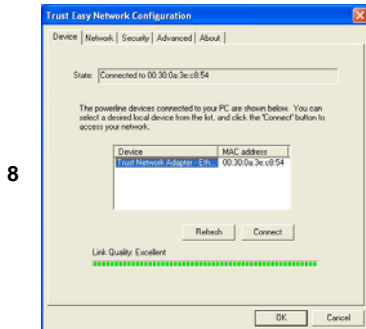 Trust Easy Network Configuration
Device Network Security Advanced About
State: Connected to 00:30:0a:3e:c8:54
The powerline devices connected to your PC are shown below. You can
select a desired local device from the list, and click the 'Connect' button to
access your network.
Device MAC address
Trust Network Adapter - Eth... 00:30:0a:3e:c8:54
8
Refresh Connect
Link Quality: Excellent
OK Cancel